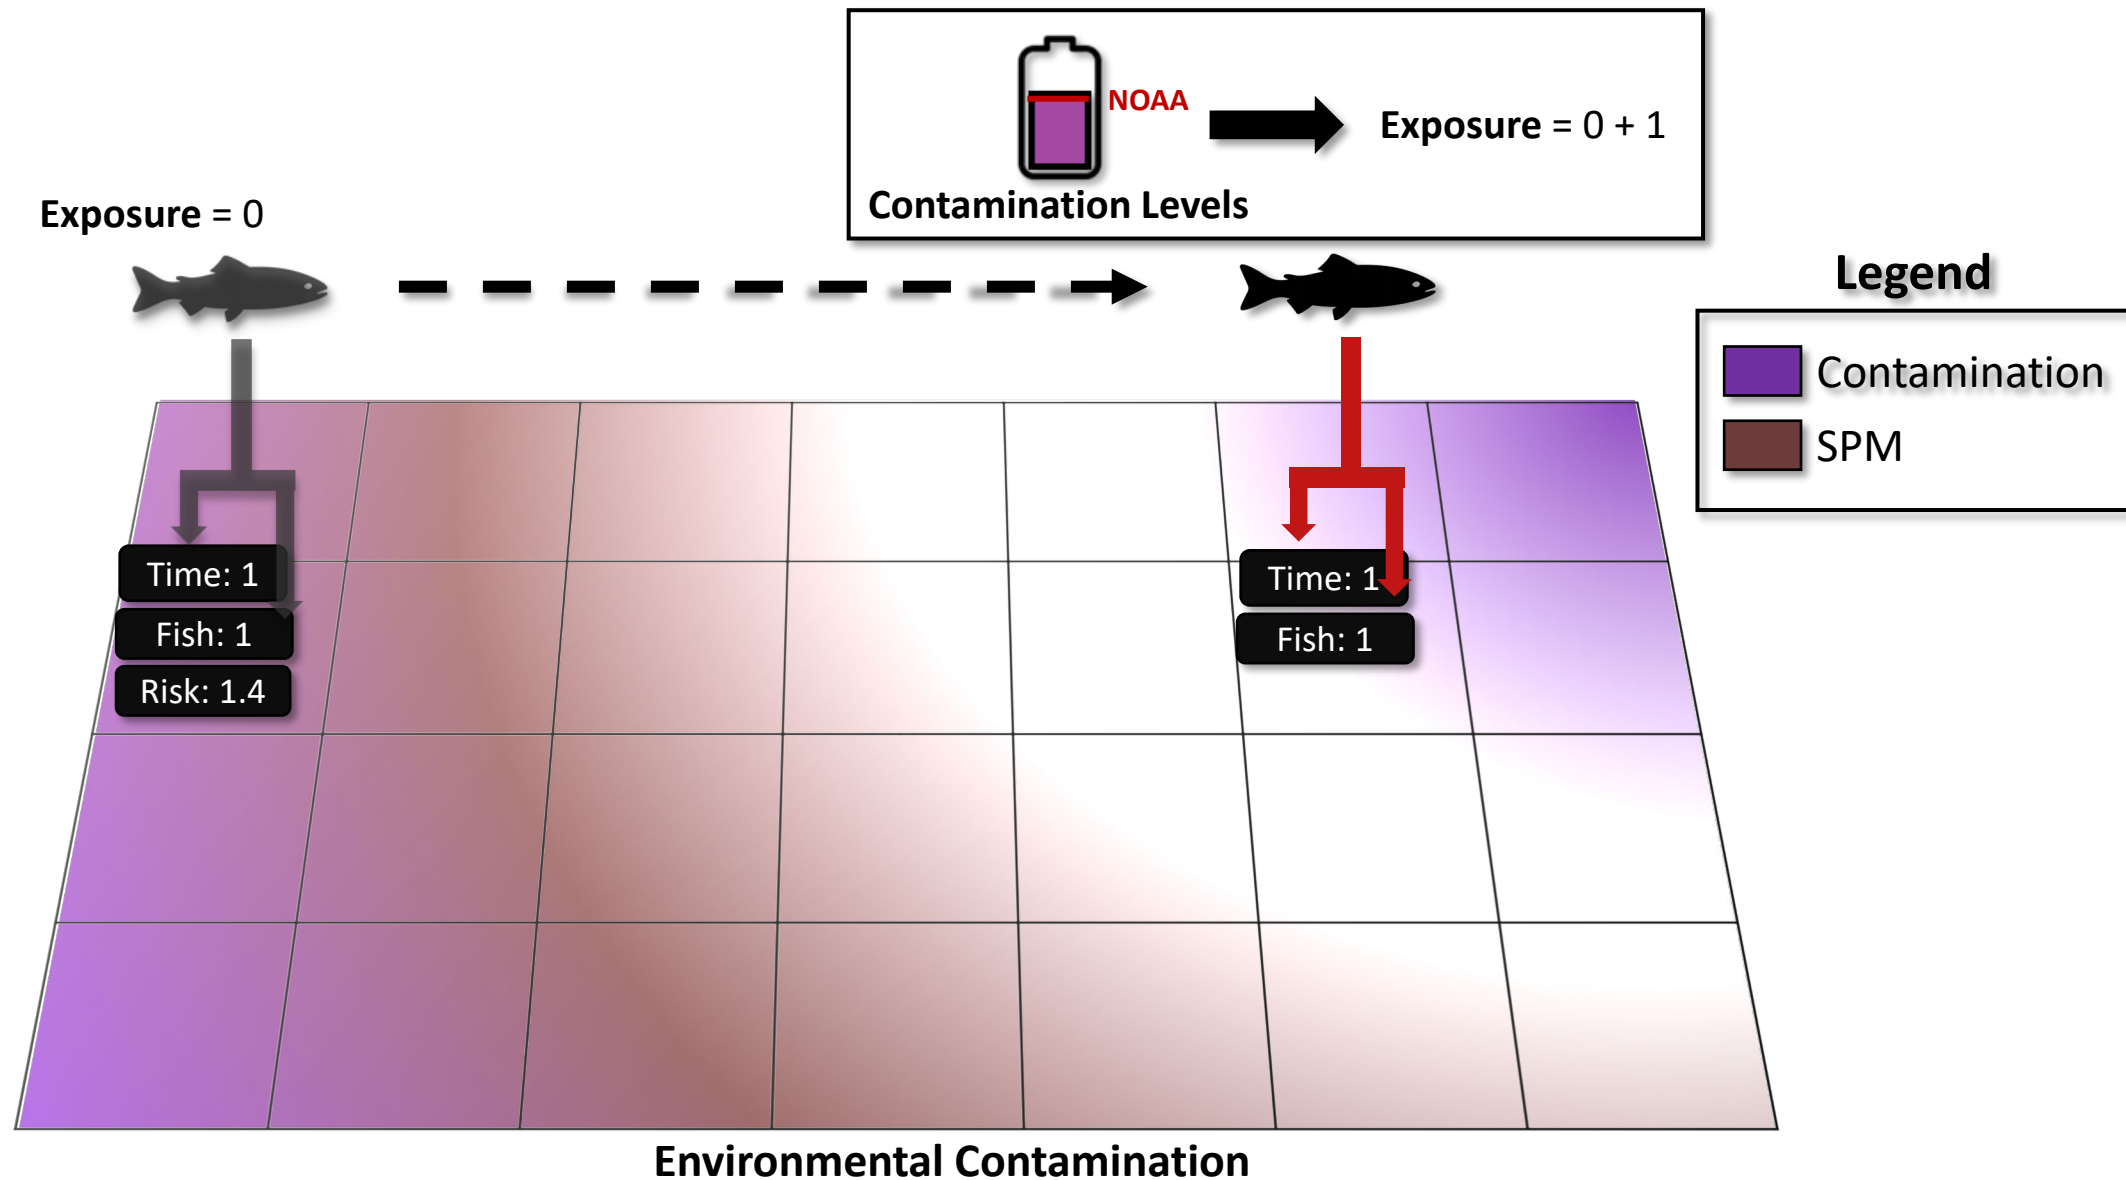 NOAA
Exposure = 0 + 1
Contamination Levels
Exposure = 0
Legend
Contamination
SPM
Time: 1
Fish: 1
Risk: 1.4
Time: 1
Fish: 1
Environmental Contamination